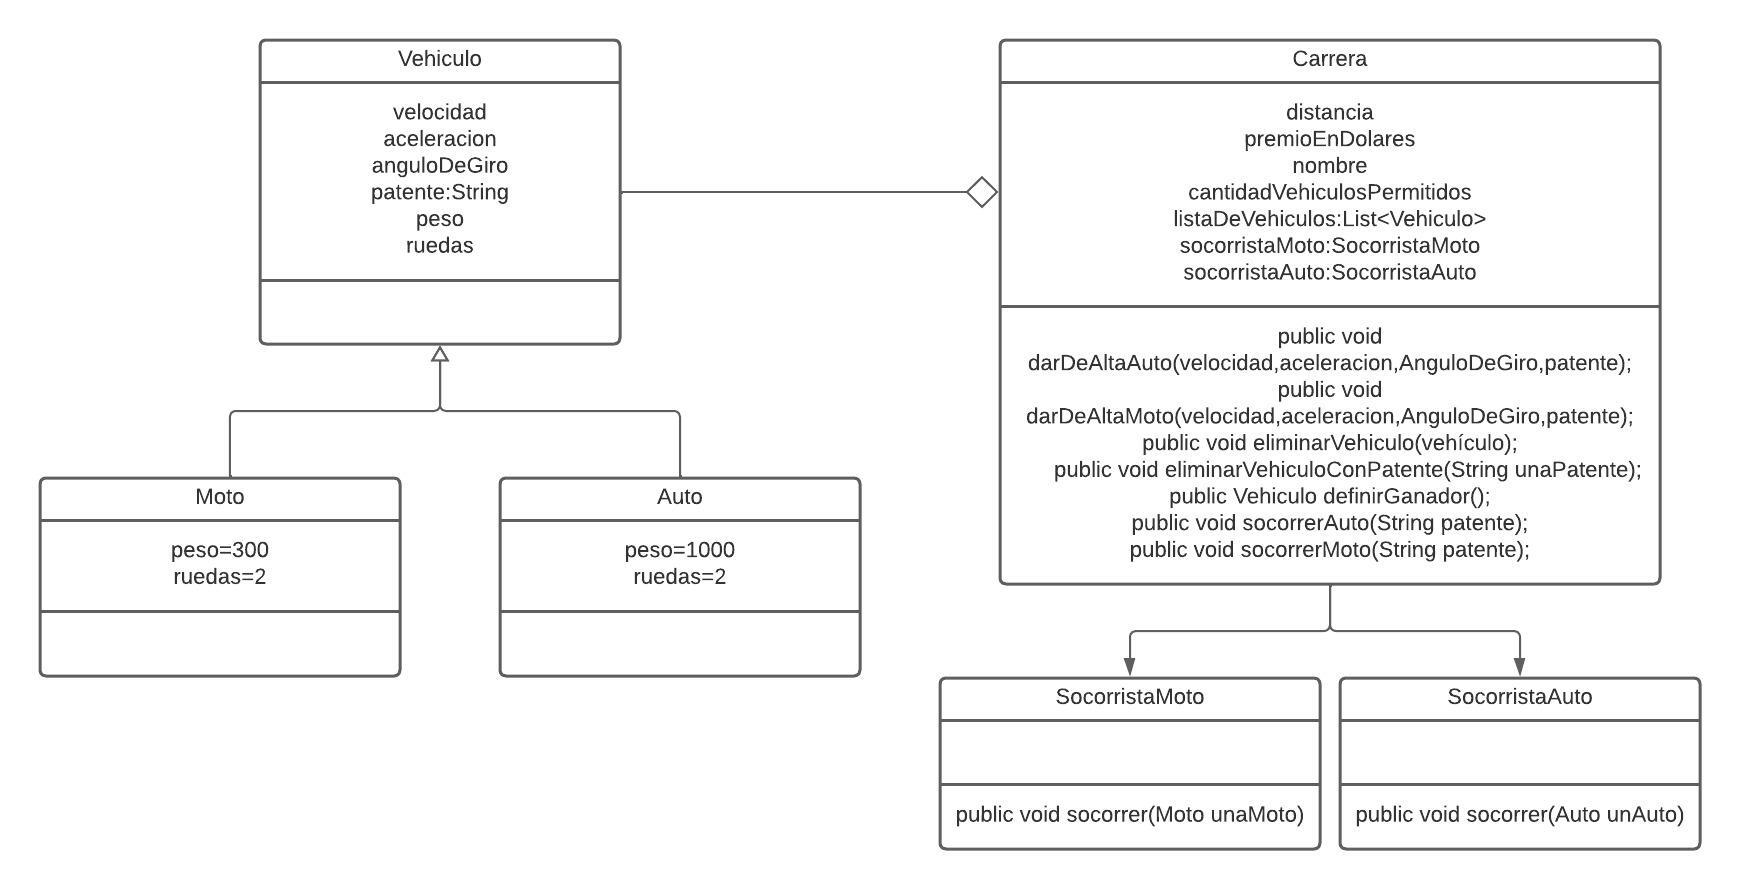 Vehiculo
velocidad
aceleracion
anguloDeGiro
patente:String
peso
ruedas
Carrera
distancia
premioEnDolares
nombre
cantidadVehiculosPermitidos
listaDeVehiculos:List<Vehiculo>
socorristaMoto:SocorristaMoto
socorristaAuto:SocorristaAuto
public void
darDeAltaAuto(velocidad,aceleracion,AnguloDeGiro,patente);
public void
darDeAltaMoto(velocidad,aceleracion,AnguloDeGiro,patente);
public void eliminarVehiculo(vehículo);
public void eliminarVehiculoConPatente(String unaPatente);
public Vehiculo definirGanador();
public void socorrerAuto(String patente);
public void socorrerMoto(String patente);
Moto
peso=300
ruedas=2
Auto
peso=1000
ruedas=2
SocorristaMoto
public void socorrer(Moto unaMoto)
SocorristaAuto
public void socorrer(Auto unAuto)